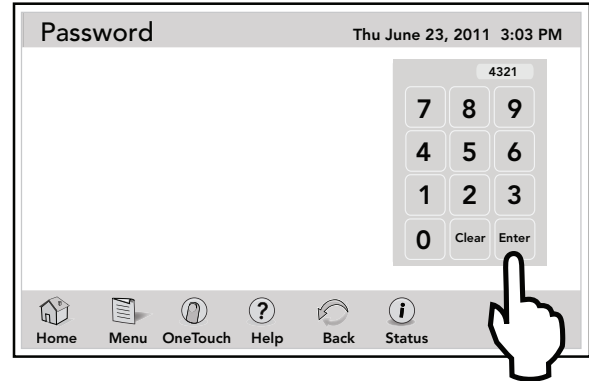 Password Thu June 23, 2011 3:03 PM
4321
7 8 9
4 5 6
1 2 3
0 Clear Enter
? i
Home Menu OneTouch Help Back Status